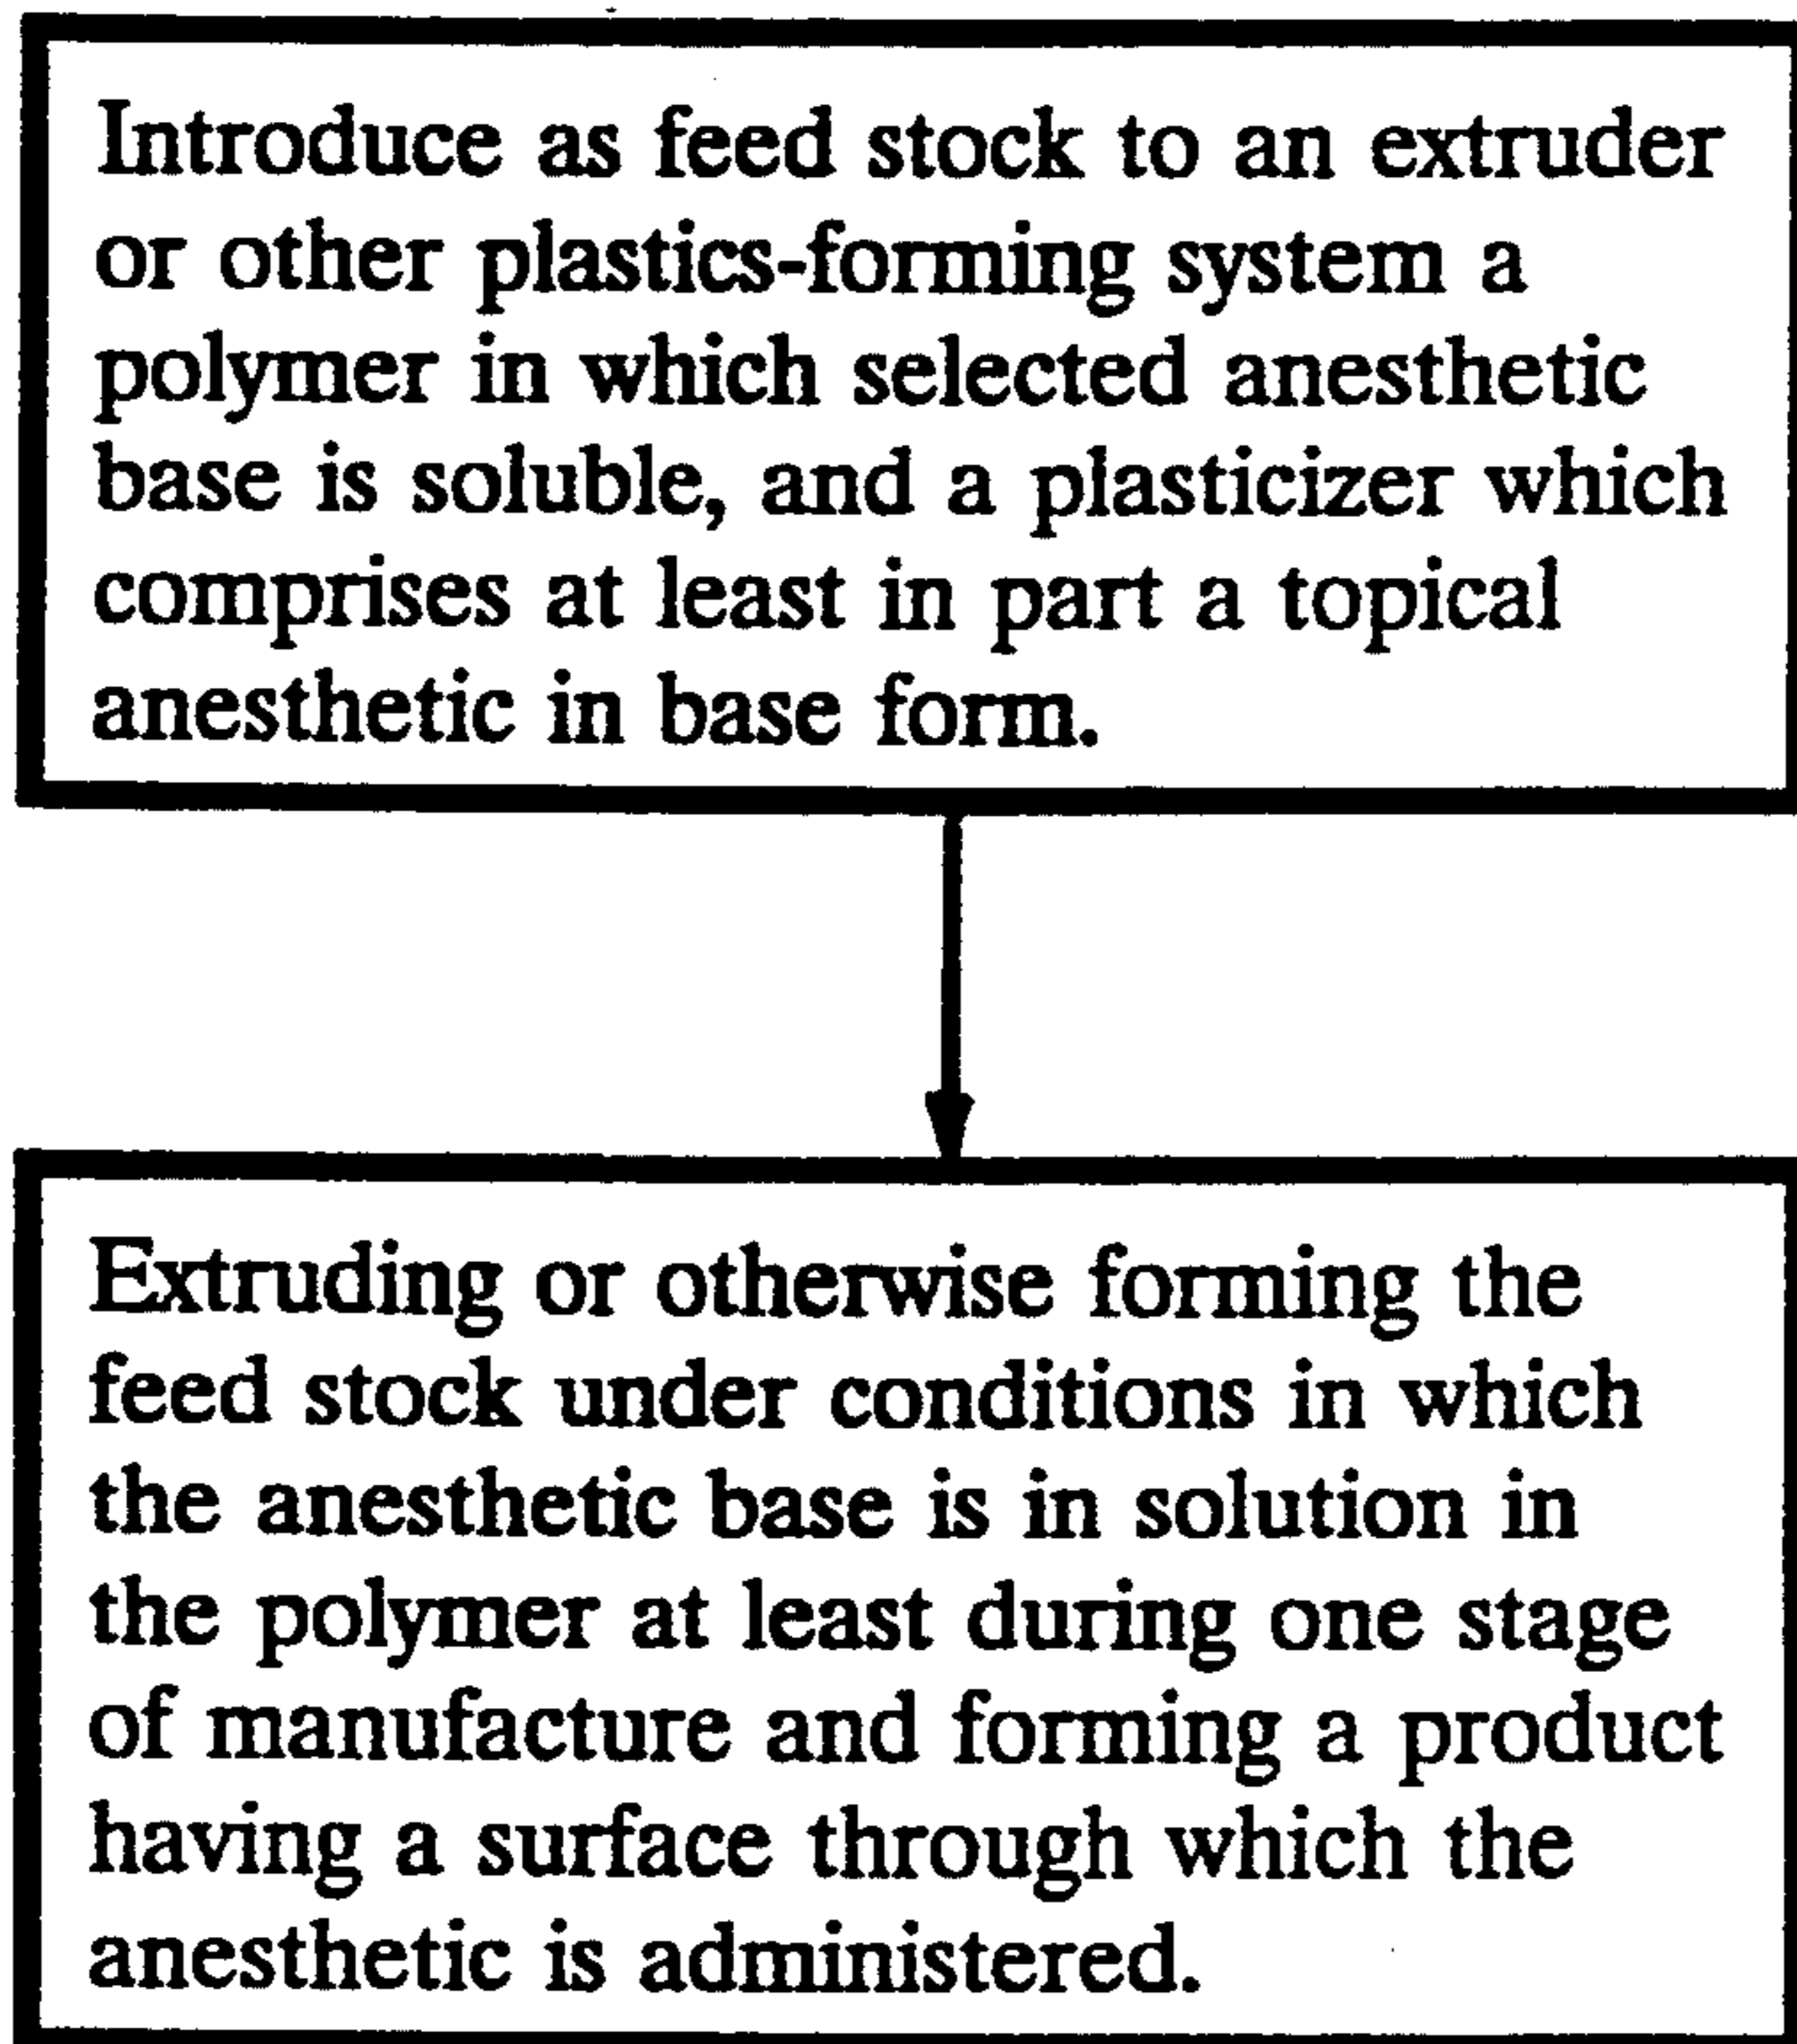 Introduce as feed stock to an extruder
or other plastics-forming system a
polymer in which selected anesthetic
base is soluble, and a plasticizer which
comprises at least in part a topical
anesthetic in base form.
Extruding or otherwise forming the
feed stock under conditions in which
the anesthetic base is in solution in
the polymer at least during one stage
of manufacture and forming a product
having a surface through which the
anesthetic is administered.